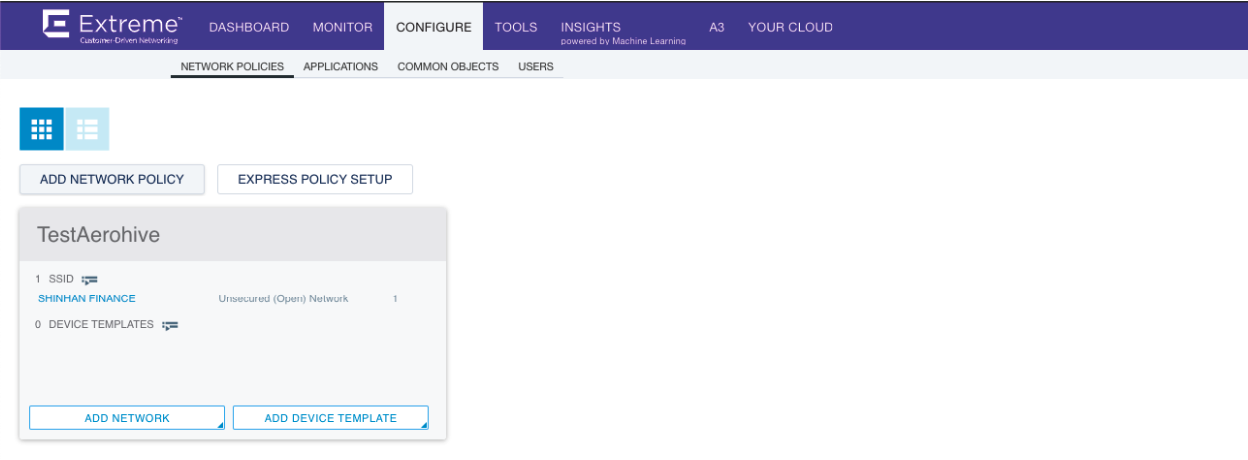 Extreme™
Customer-Driven Networking
DASHBOARD MONITOR CONFIGURE TOOLS INSIGHTS A3 YOUR CLOUD
powered by Machine Learning
NETWORK POLICIES APPLICATIONS COMMON OBJECTS USERS
ADD NETWORK POLICY EXPRESS POLICY SETUP
TestAerohive
1 SSID
SHINHAN FINANCE Unsecured (Open) Network 1
0 DEVICE TEMPLATES
ADD NETWORK ADD DEVICE TEMPLATE